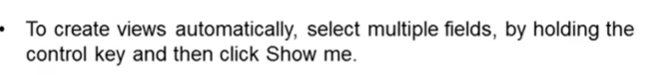 • To create views automatically, select multiple fields, by holding the
control key and then click Show me.